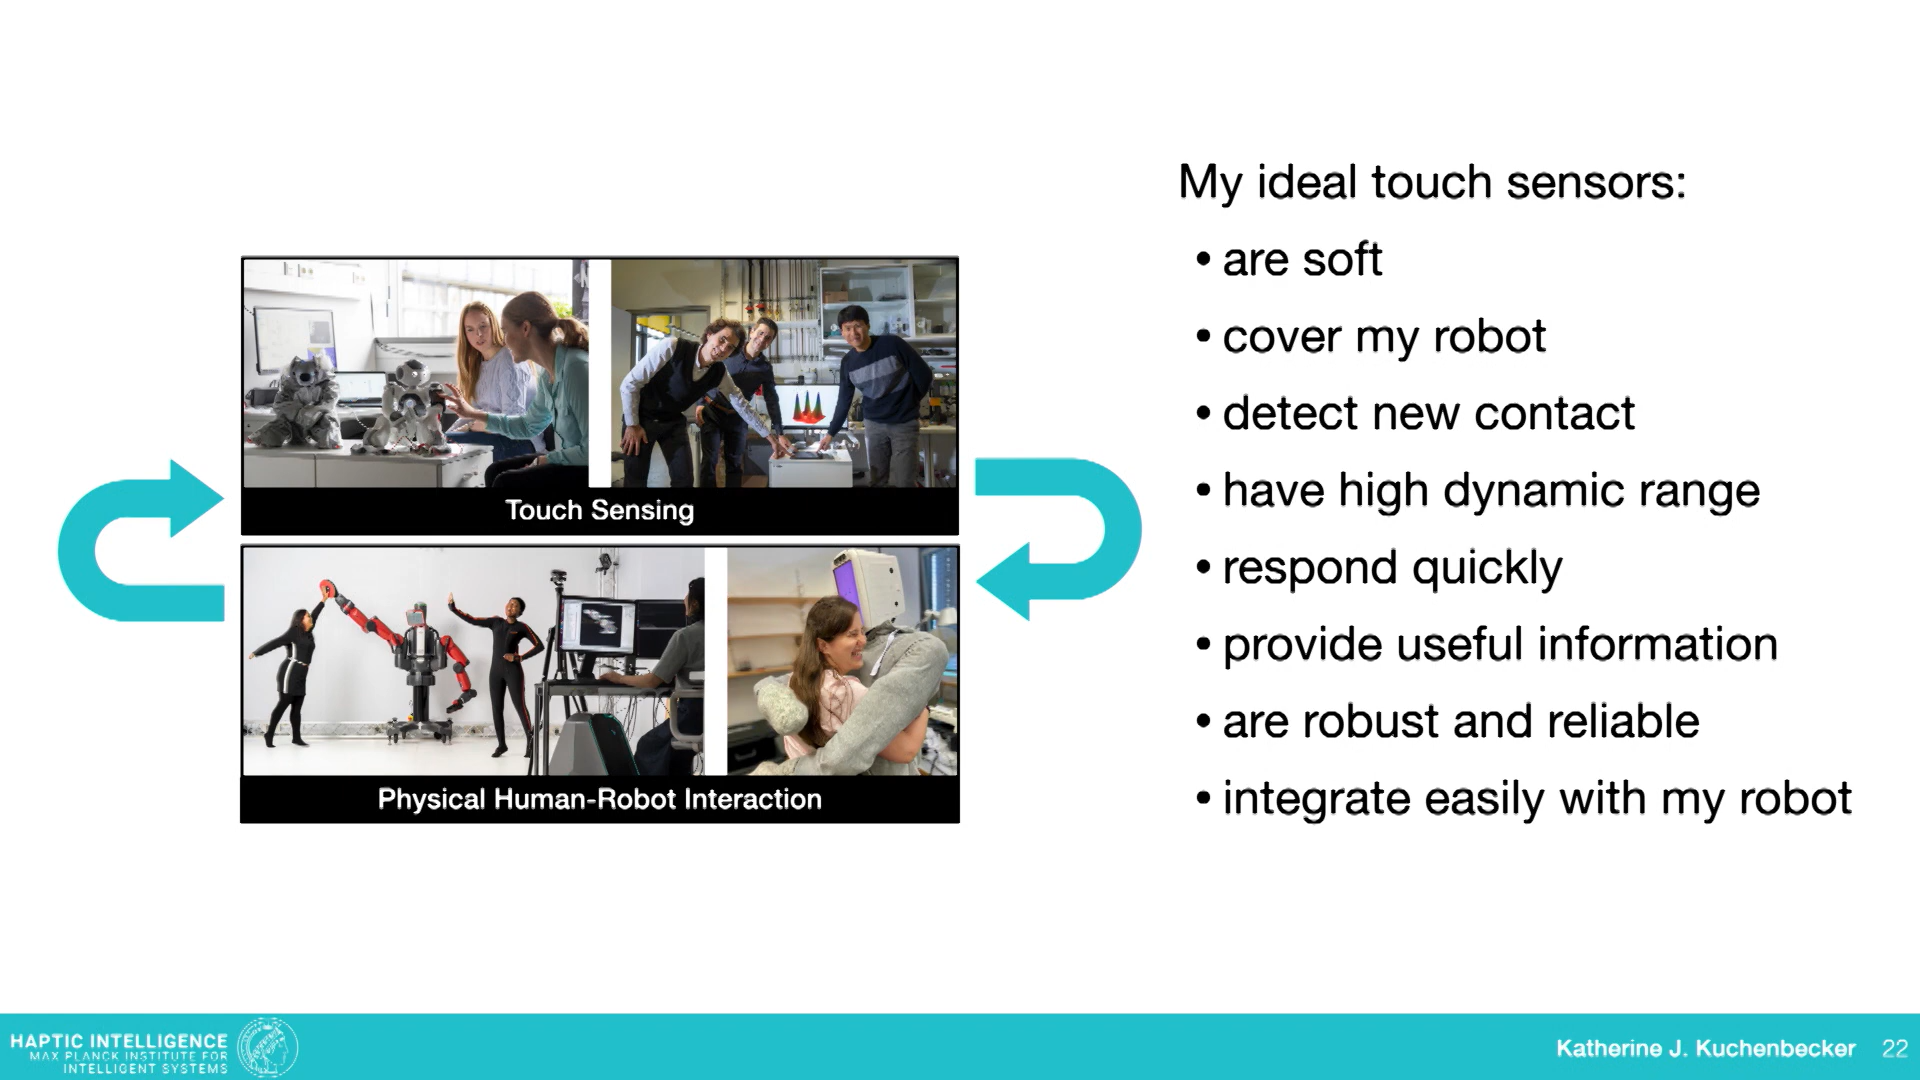 My ideal touch sensors:
• are soft
• cover my robot
• detect new contact
• have high dynamic range
• respond quickly
• provide useful information
• are robust and reliable
• integrate easily with my robot
Touch Sensing
Physical Human-Robot Interaction
HAPTIC INTELLIGENCE
MAX PLANCK INSTITUTE FOR
INTELLIGENT SYSTEMS
Katherine J. Kuchenbecker 22